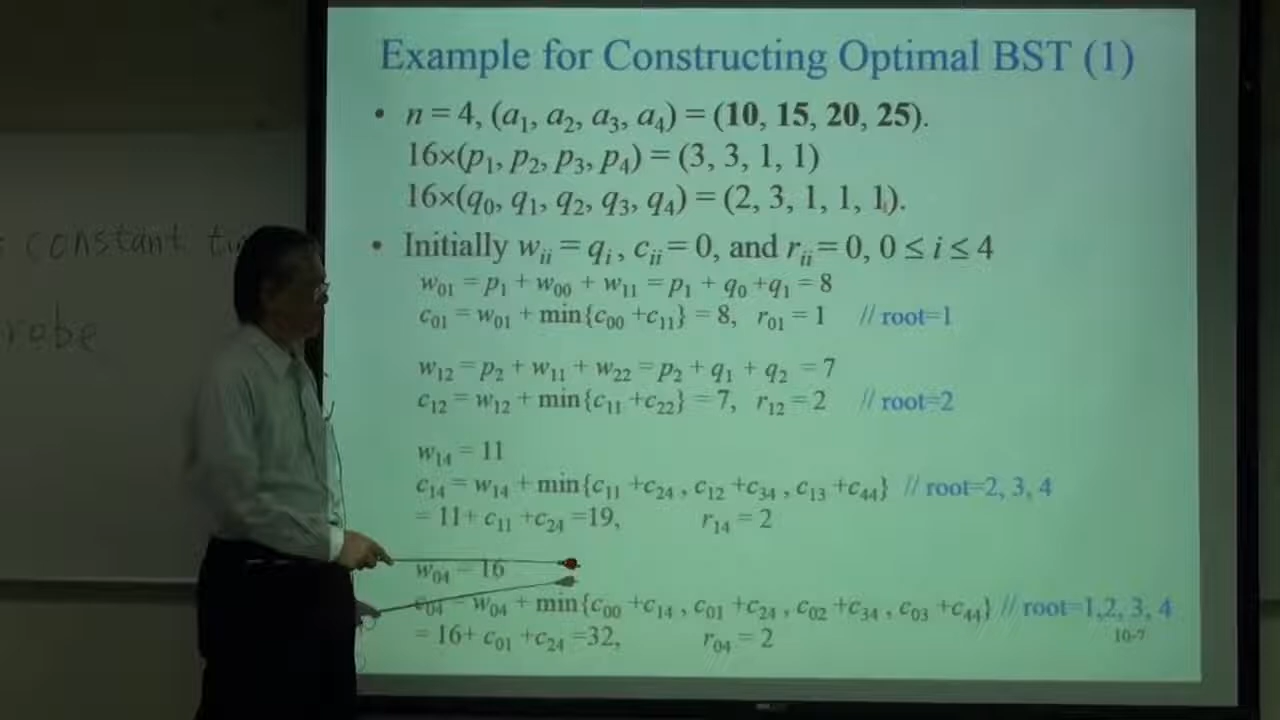 constant
robe
Example for Constructing Optimal BST (1)
• n = 4, (a₁, a₂, a₃, a₄) = (10, 15, 20, 25).
16×(p₁, p₂, p₃, p₄) = (3, 3, 1, 1)
16×(q₀, q₁, q₂, q₃, q₄) = (2, 3, 1, 1, 1).
• Initially wᵢᵢ = qᵢ, cᵢᵢ = 0, and rᵢᵢ = 0, 0 ≤ i ≤ 4
w₀₁ = p₁ + w₀₀ + w₁₁ = p₁ + q₀ +q₁ = 8
c₀₁ = w₀₁ + min{c₀₀ +c₁₁} = 8, r₀₁ = 1 // root=1
w₁₂ = p₂ + w₁₁ + w₂₂ = p₂ + q₁ + q₂ = 7
c₁₂ = w₁₂ + min{c₁₁ +c₂₂} = 7, r₁₂ = 2 // root=2
w₁₄ = 11
c₁₄ = w₁₄ + min{c₁₁ +c₂₄ , c₁₂ +c₃₄ , c₁₃ +c₄₄} // root=2, 3, 4
= 11+ c₁₁ +c₂₄ =19, r₁₄ = 2
w₀₄ = 16
c₀₄ = w₀₄ + min{c₀₀ +c₁₄ , c₀₁ +c₂₄ , c₀₂ +c₃₄ , c₀₃ +c₄₄} // root=1,2, 3, 4
= 16+ c₀₁ +c₂₄ =32, r₀₄ = 2
10-7